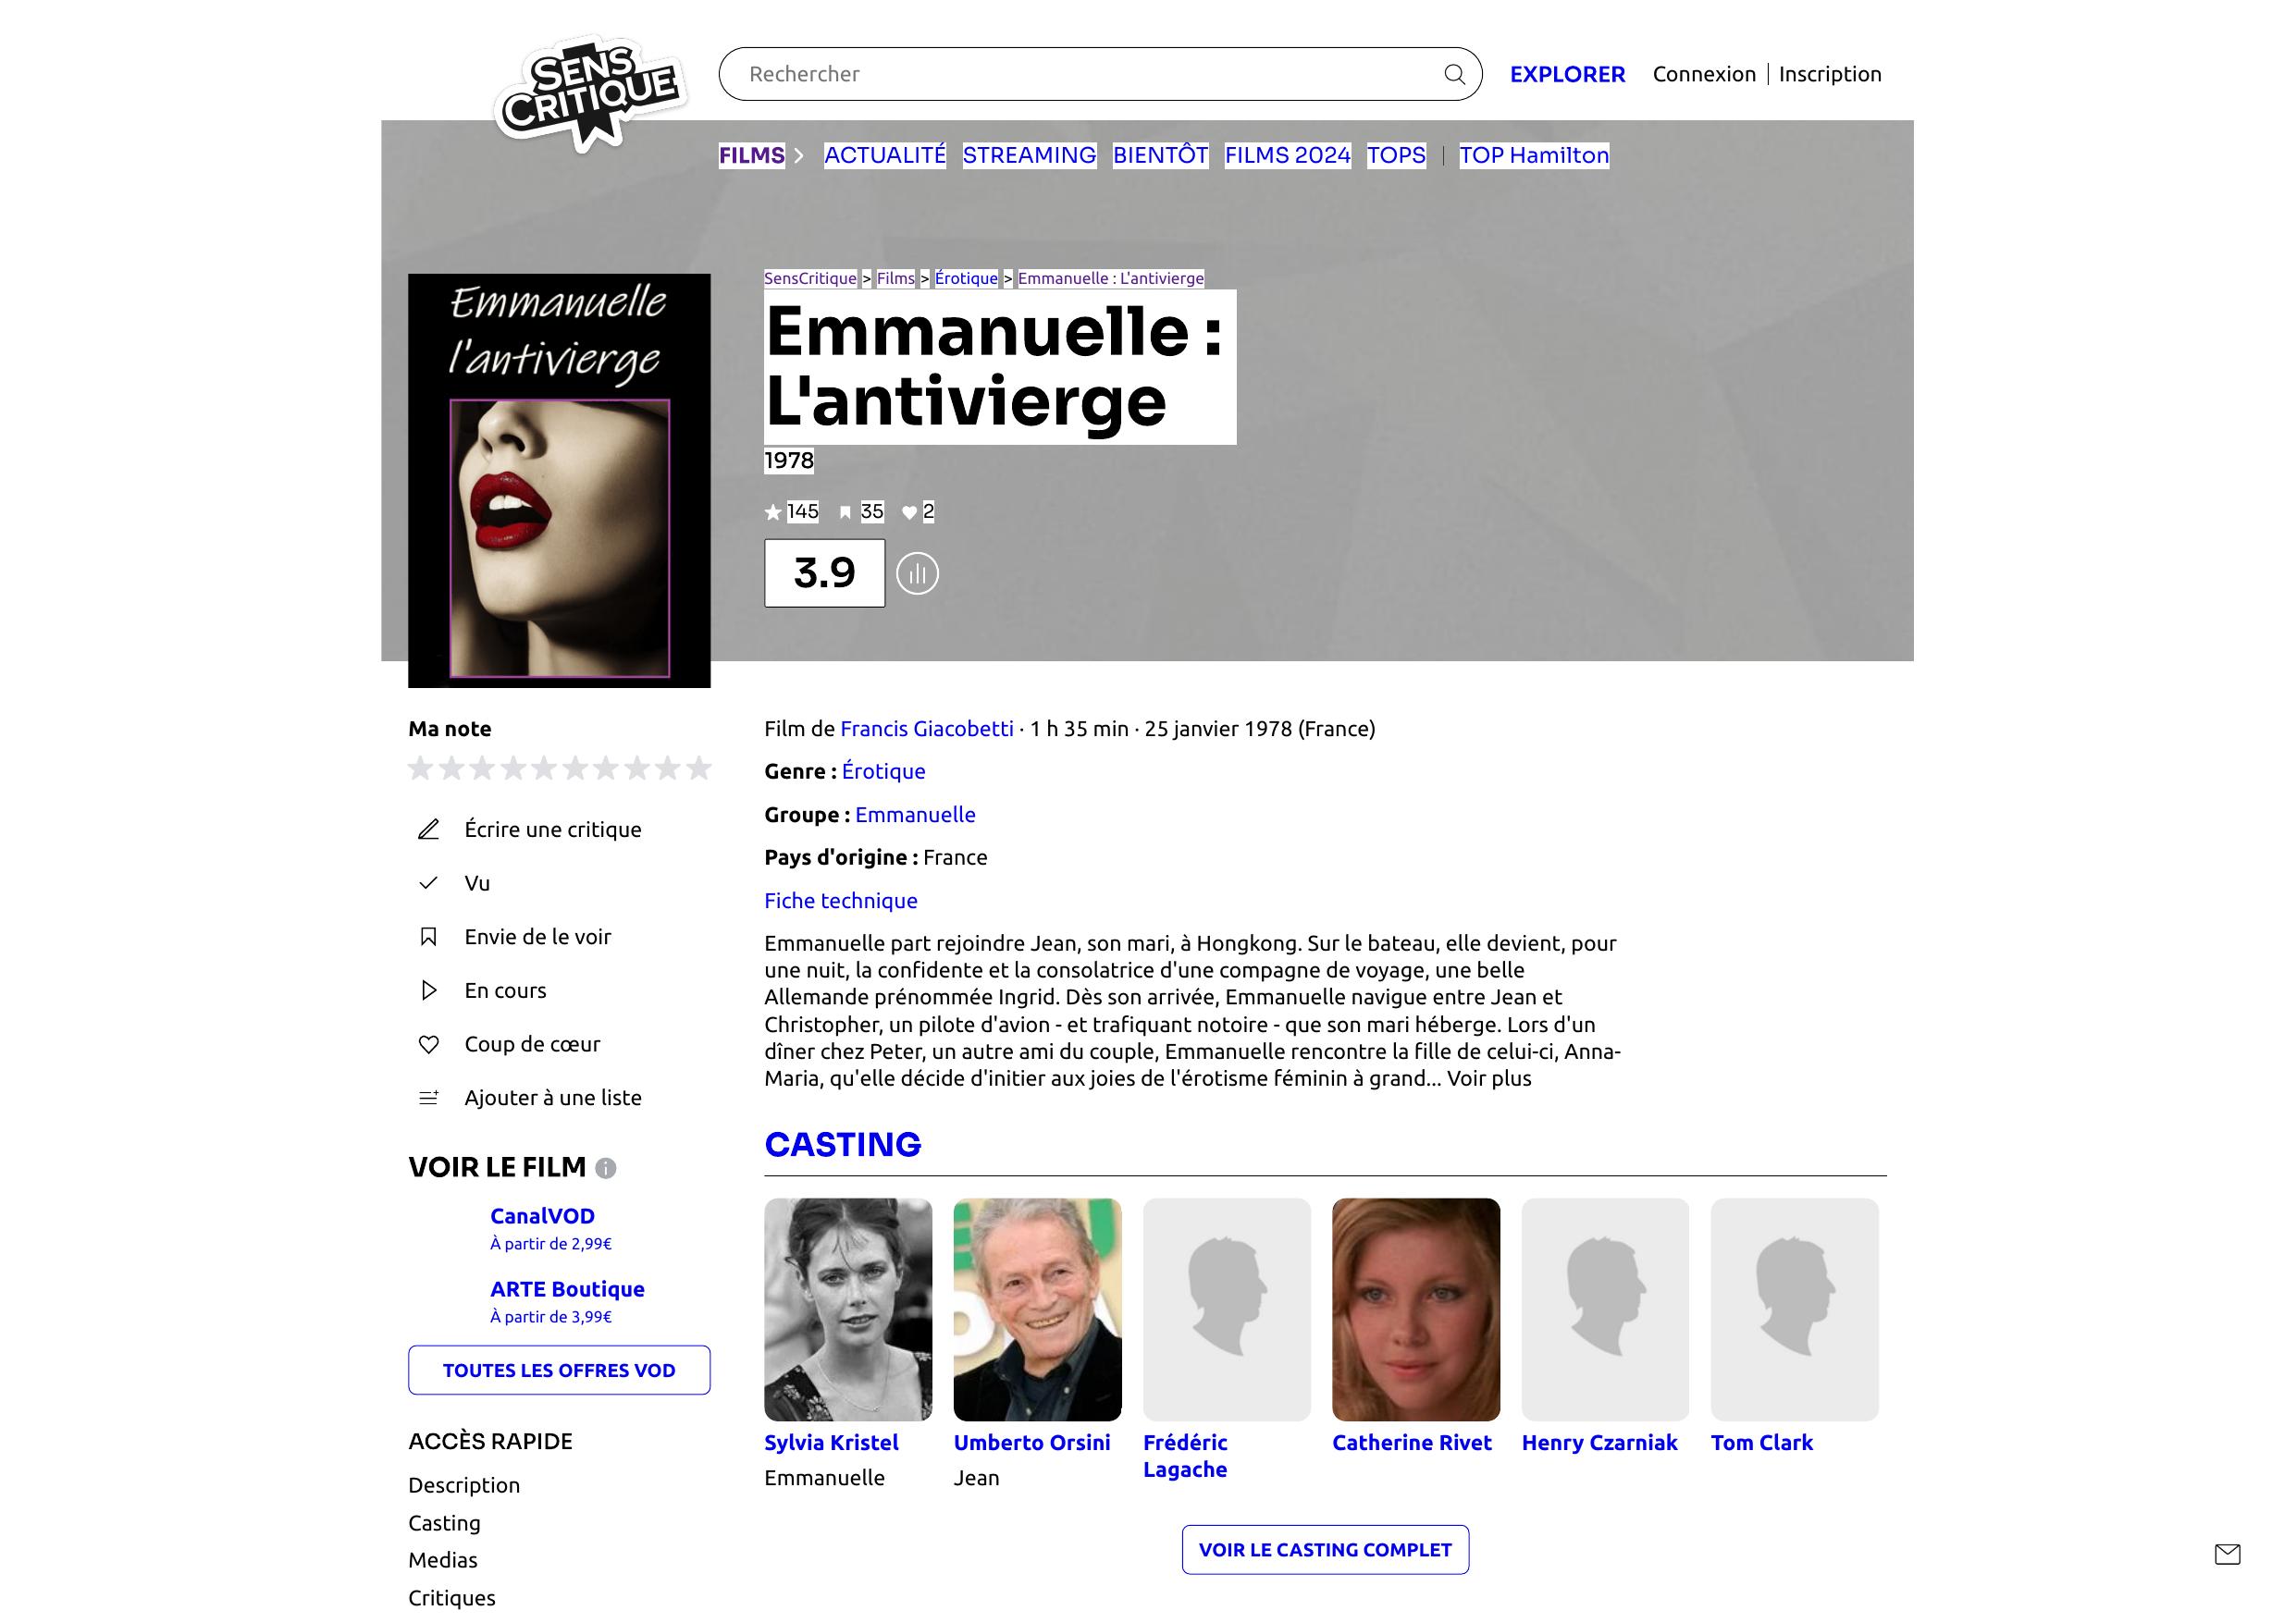 SENS
CRITIQUE
Rechercher
EXPLORER
Connexion
Inscription
FILMS
ACTUALITÉ
STREAMING
BIENTÔT
FILMS 2024
TOPS
TOP Hamilton
Emmanuelle
l'antivierge
SensCritique > Films > Érotique > Emmanuelle : L'antivierge
Emmanuelle :
L'antivierge
1978
145
35
2
3.9
Ma note
Écrire une critique
Vu
Envie de le voir
En cours
Coup de cœur
Ajouter à une liste
VOIR LE FILM
CanalVOD
À partir de 2,99€
ARTE Boutique
À partir de 3,99€
TOUTES LES OFFRES VOD
ACCÈS RAPIDE
Description
Casting
Medias
Critiques
Film de Francis Giacobetti · 1 h 35 min · 25 janvier 1978 (France)
Genre : Érotique
Groupe : Emmanuelle
Pays d'origine : France
Fiche technique
Emmanuelle part rejoindre Jean, son mari, à Hongkong. Sur le bateau, elle devient, pour
une nuit, la confidente et la consolatrice d'une compagne de voyage, une belle
Allemande prénommée Ingrid. Dès son arrivée, Emmanuelle navigue entre Jean et
Christopher, un pilote d'avion - et trafiquant notoire - que son mari héberge. Lors d'un
dîner chez Peter, un autre ami du couple, Emmanuelle rencontre la fille de celui-ci, Anna-
Maria, qu'elle décide d'initier aux joies de l'érotisme féminin à grand... Voir plus
CASTING
Sylvia Kristel
Emmanuelle
Umberto Orsini
Jean
Frédéric
Lagache
Catherine Rivet
Henry Czarniak
Tom Clark
VOIR LE CASTING COMPLET